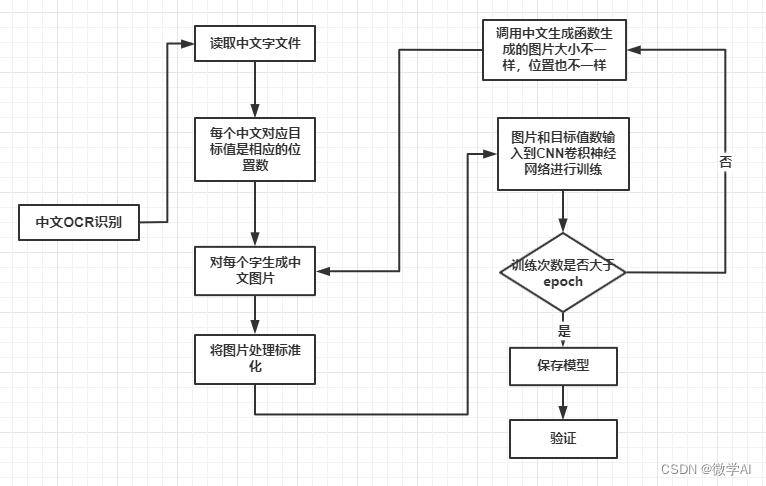 中文OCR识别
读取中文字文件
每个中文对应目
标值是相应的位
置数
对每个字生成中
文图片
将图片处理标准
化
调用中文生成函数生
成的图片大小不一
样，位置也不一样
图片和目标值数输
入到CNN卷积神经
网络进行训练
训练次数是否大于
epoch
否
是
保存模型
验证
CSDN @微学AI